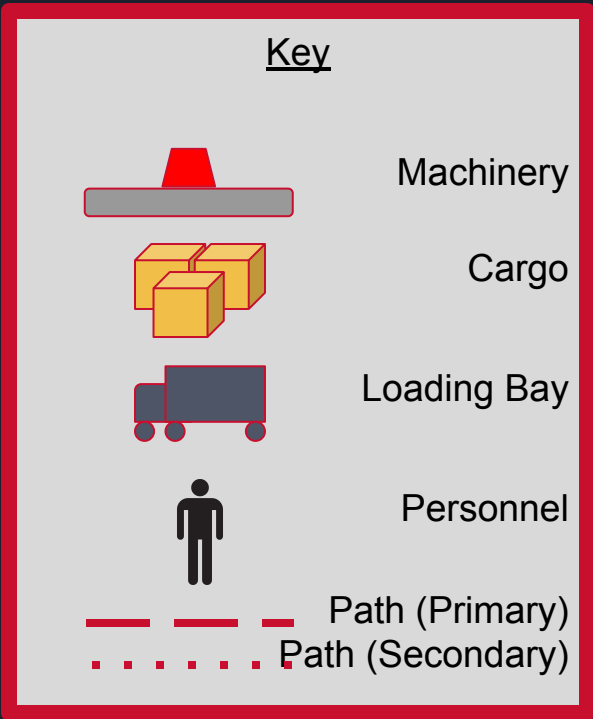 Key
Machinery
Cargo
Loading Bay
Personnel
Path (Primary)
Path (Secondary)